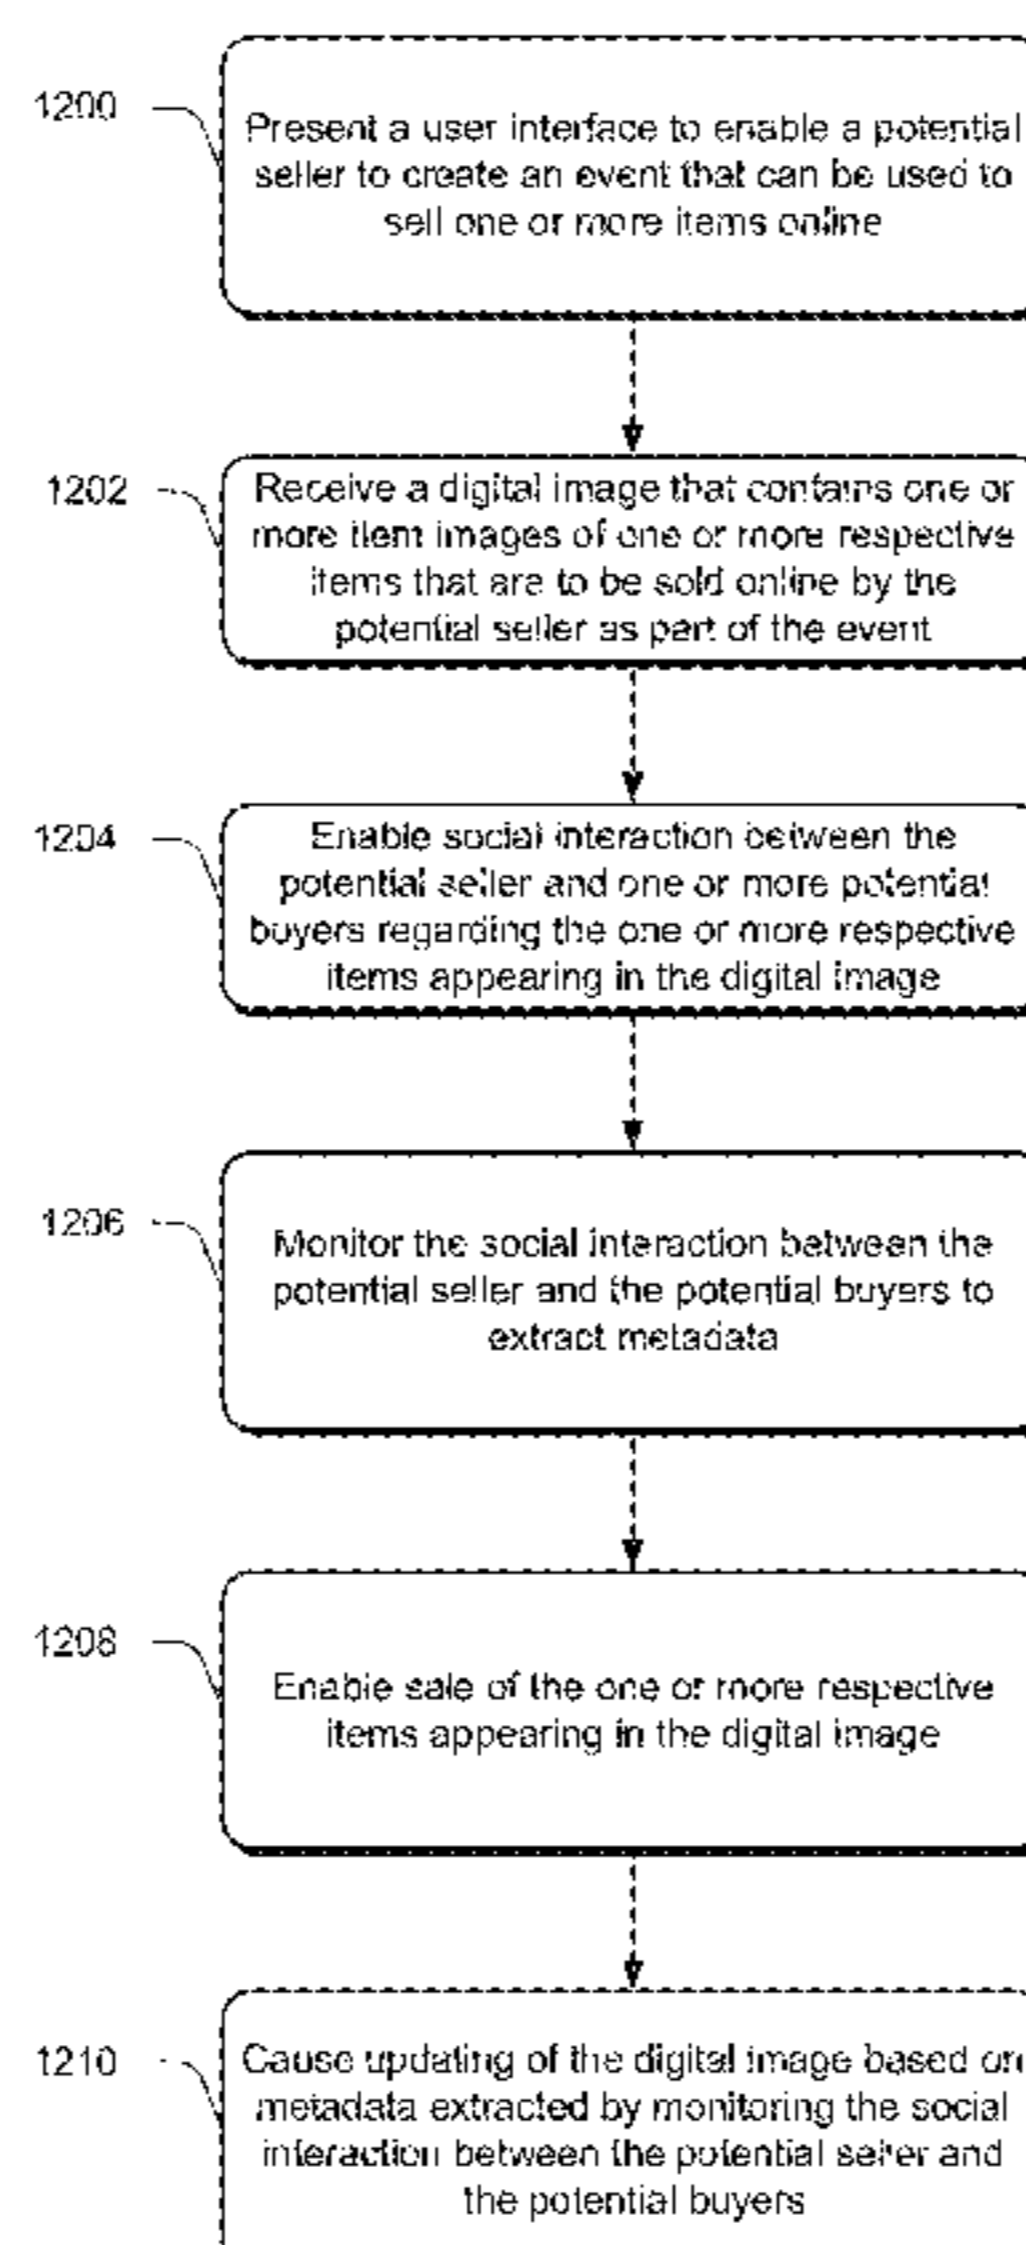 1200
Present a user interface to enable a potential
seller to create an event that can be used to
sell one or more items online
1202
Receive a digital image that contains one or
more item images of one or more respective
items that are to be sold online by the
potential seller as part of the event
1204
Enable social interaction between the
potential seller and one or more potential
buyers regarding the one or more respective
items appearing in the digital image
1206
Monitor the social interaction between the
potential seller and the potential buyers to
extract metadata
1208
Enable sale of the one or more respective
items appearing in the digital image
1210
Cause updating of the digital image based on
metadata extracted by monitoring the social
interaction between the potential seller and
the potential buyers